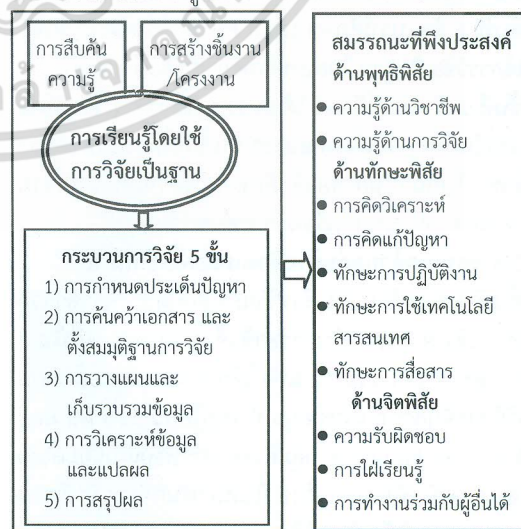 การสืบค้น
ความรู้
การสร้างชิ้นงาน
/โครงงาน
การเรียนรู้โดยใช้
การวิจัยเป็นฐาน
กระบวนการวิจัย 5 ขั้น
1) การกำหนดประเด็นปัญหา
2) การค้นคว้าเอกสาร และ
ตั้งสมมุติฐานการวิจัย
3) การวางแผนและ
เก็บรวบรวมข้อมูล
4) การวิเคราะห์ข้อมูล
และแปลผล
5) การสรุปผล
สมรรถนะที่พึงประสงค์
ด้านพุทธิพิสัย
● ความรู้ด้านวิชาชีพ
● ความรู้ด้านการวิจัย
ด้านทักษะพิสัย
● การคิดวิเคราะห์
● การคิดแก้ปัญหา
● ทักษะการปฏิบัติงาน
● ทักษะการใช้เทคโนโลยี
สารสนเทศ
● ทักษะการสื่อสาร
ด้านจิตพิสัย
● ความรับผิดชอบ
● การใฝ่เรียนรู้
● การทำงานร่วมกับผู้อื่นได้